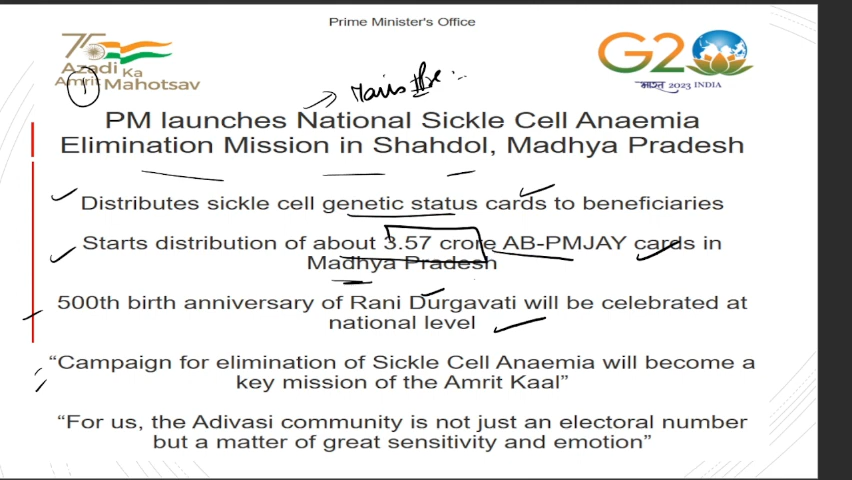 Prime Minister's Office
75
Azadi Ka
Amrit Mahotsav
G20
भारत 2023 INDIA
1
PM launches National Sickle Cell Anaemia
Elimination Mission in Shahdol, Madhya Pradesh
Distributes sickle cell genetic status cards to beneficiaries
Starts distribution of about 3.57 crore AB-PMJAY cards in
Madhya Pradesh
500th birth anniversary of Rani Durgavati will be celebrated at
national level
“Campaign for elimination of Sickle Cell Anaemia will become a
key mission of the Amrit Kaal”
“For us, the Adivasi community is not just an electoral number
but a matter of great sensitivity and emotion”